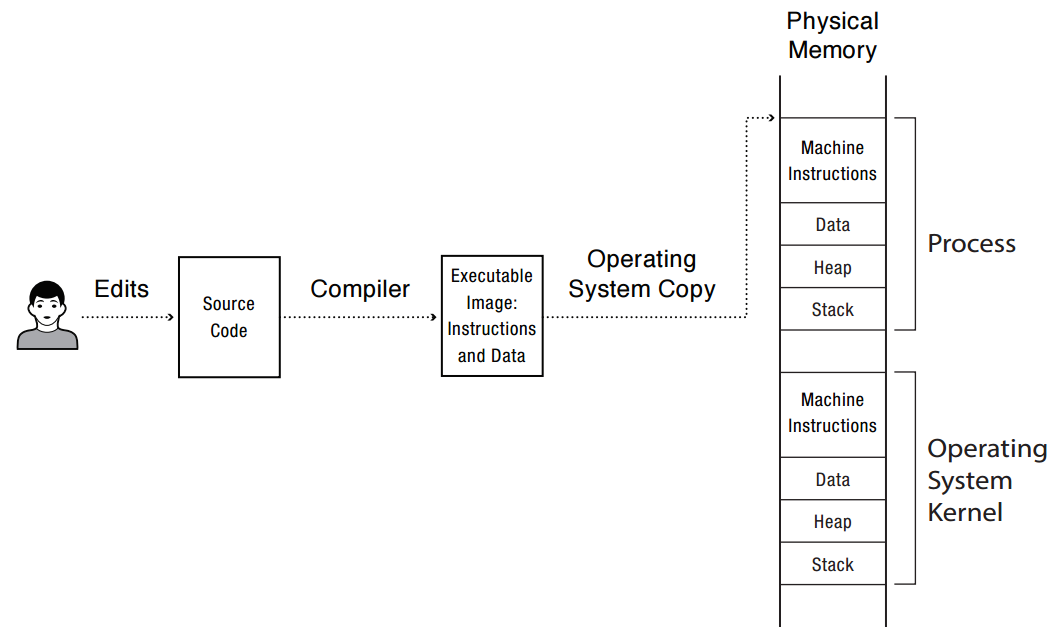 Physical
Memory
Edits
Source
Code
Compiler
Executable
Image:
Instructions
and Data
Operating
System Copy
Machine
Instructions
Data
Heap
Stack
Process
Machine
Instructions
Data
Heap
Stack
Operating
System
Kernel